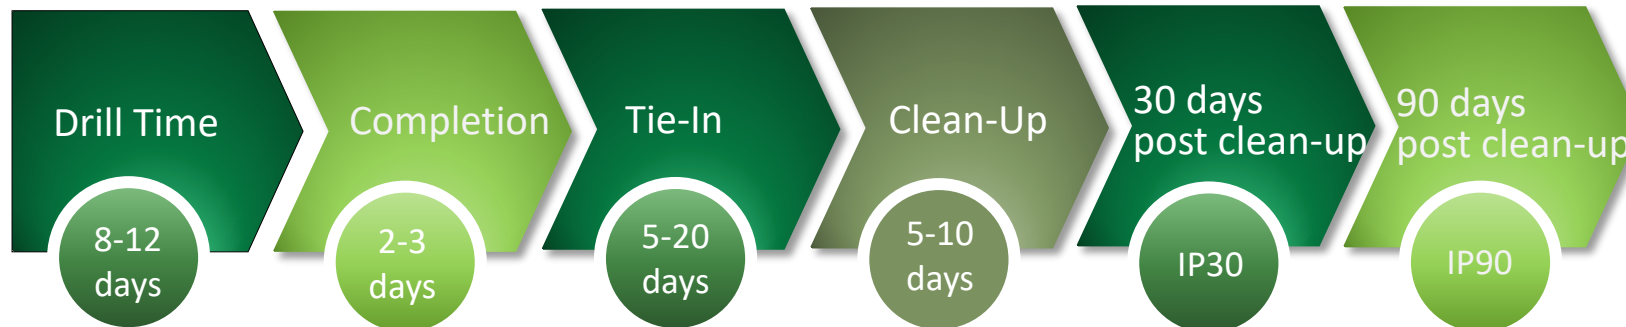 Drill Time
8-12
days
Completion
2-3
days
Tie-In
5-20
days
Clean-Up
5-10
days
30 days
post clean-up
IP30
90 days
post clean-up
IP90